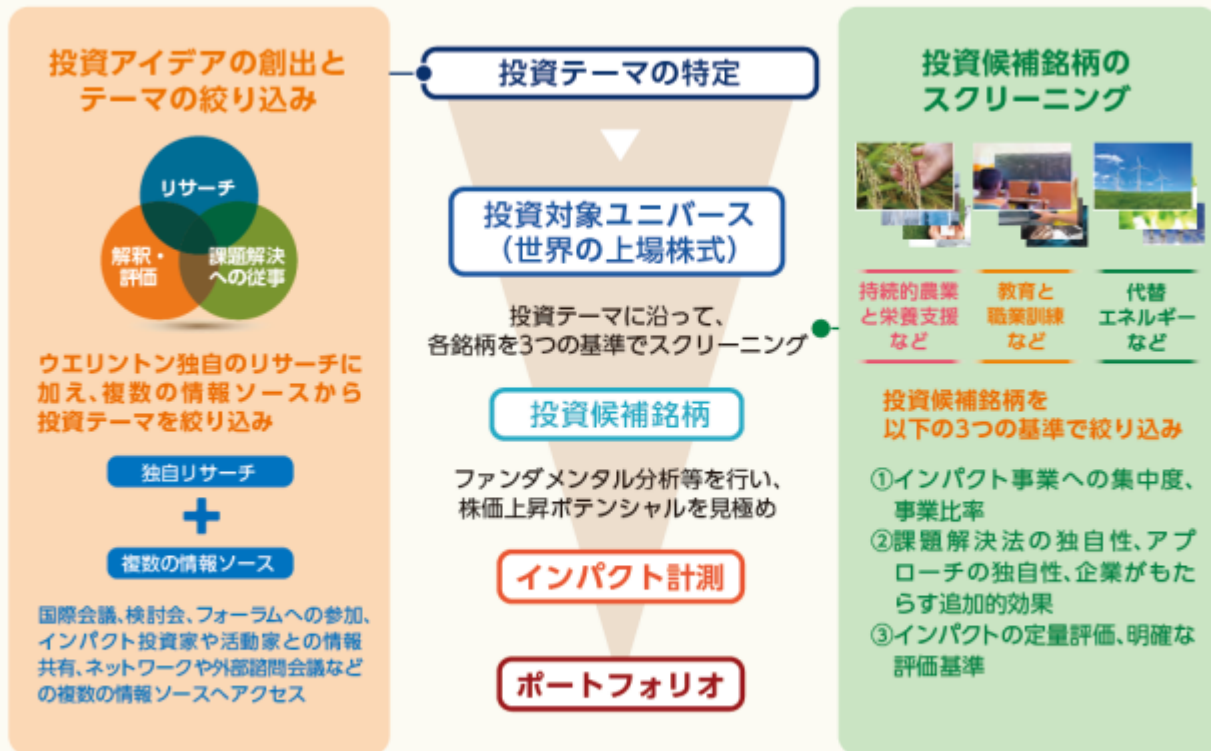 投資アイデアの創出と
テーマの絞り込み
リサーチ
解釈・
評価
課題解決
への従事
ウエリントン独自のリサーチに
加え、複数の情報ソースから
投資テーマを絞り込み
独自リサーチ
+
複数の情報ソース
国際会議、検討会、フォーラムへの参加、
インパクト投資家や活動家との情報
共有、ネットワークや外部諮問会議など
の複数の情報ソースへアクセス
投資テーマの特定
投資対象ユニバース
（世界の上場株式）
投資テーマに沿って、
各銘柄を3つの基準でスクリーニング
投資候補銘柄
ファンダメンタル分析等を行い、
株価上昇ポテンシャルを見極め
インパクト計測
ポートフォリオ
投資候補銘柄の
スクリーニング
持続的農業
と栄養支援
など
教育と
職業訓練
など
代替
エネルギー
など
投資候補銘柄を
以下の3つの基準で絞り込み
①インパクト事業への集中度、
事業比率
②課題解決法の独自性、アプ
ローチの独自性、企業がもた
らす追加的効果
③インパクトの定量評価、明確な
評価基準